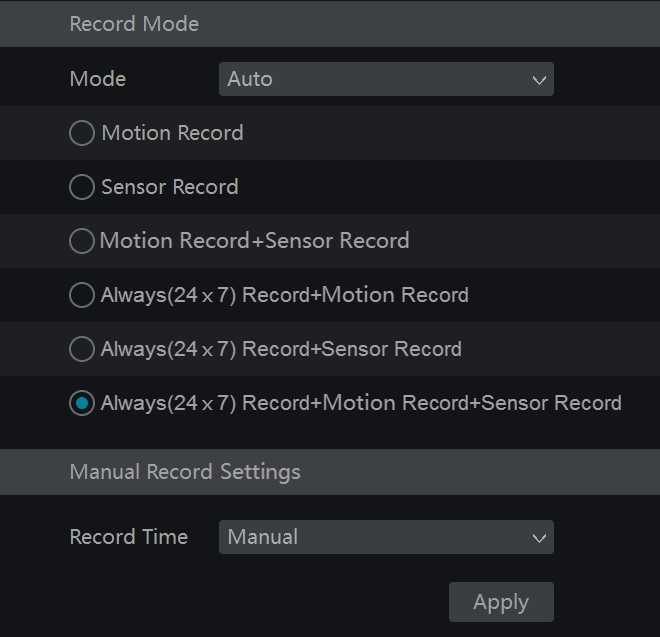 Record Mode
Mode Auto
Motion Record
Sensor Record
Motion Record+Sensor Record
Always(24 x 7) Record+Motion Record
Always(24 x 7) Record+Sensor Record
Always(24 x 7) Record+Motion Record+Sensor Record
Manual Record Settings
Record Time Manual
Apply